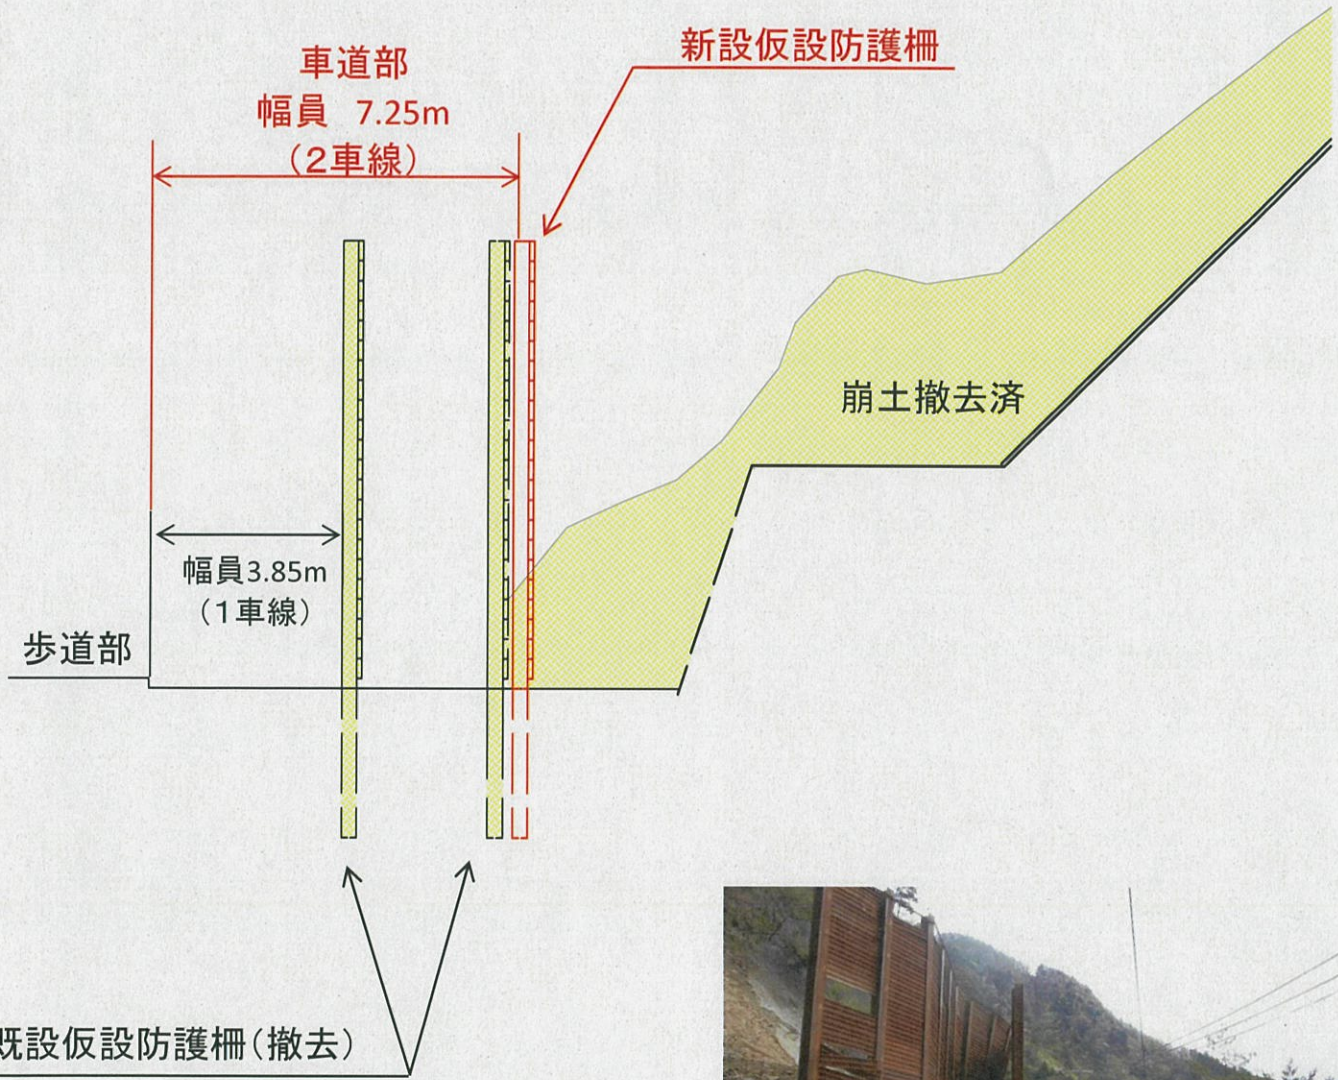 新設仮設防護柵
車道部
幅員　7.25m
（２車線）
崩土撤去済
幅員3.85m
（１車線）
歩道部
既設仮設防護柵（撤去）